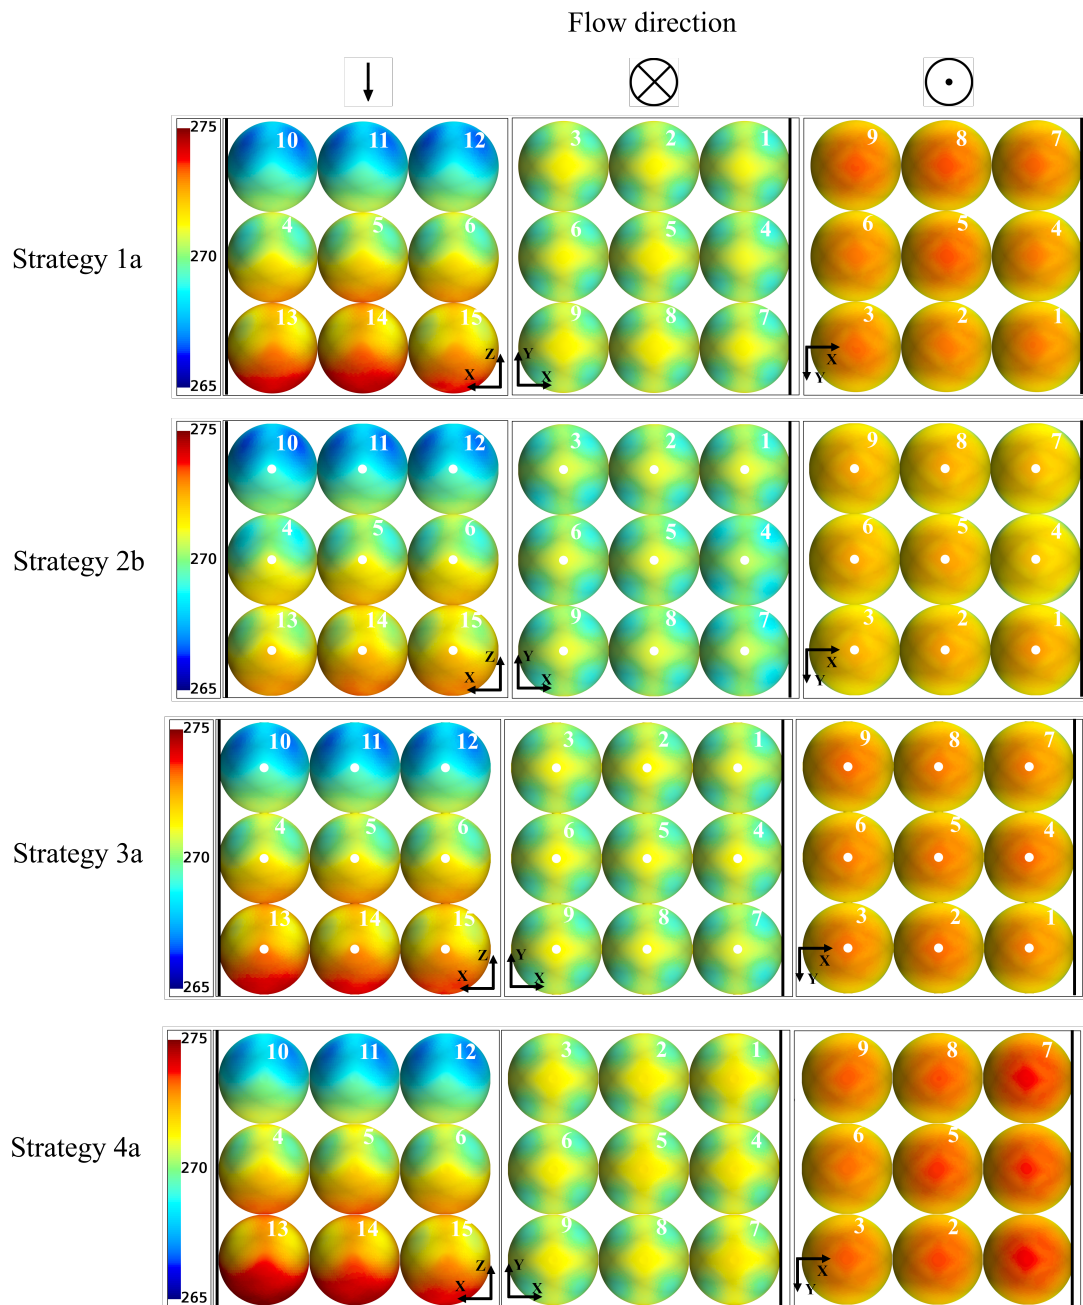 Flow direction
275 10 11 12 3 2 1 9 8 7
Strategy 1a 270 4 5 6 6 5 4 6 5 4
13 14 15 9 8 7 3 2 1
265 X Z Y X X Y
275 10 11 12 3 2 1 9 8 7
Strategy 2b 270 4 5 6 6 5 4 6 5 4
13 14 15 9 8 7 3 2 1
265 X Z Y X X Y
275 10 11 12 3 2 1 9 8 7
Strategy 3a 270 4 5 6 6 5 4 6 5 4
13 14 15 9 8 7 3 2 1
265 X Z Y X X Y
275 10 11 12 3 2 1 9 8 7
Strategy 4a 270 4 5 6 6 5 4 6 5
13 14 15 9 8 7 3 2
265 X Z Y X X Y